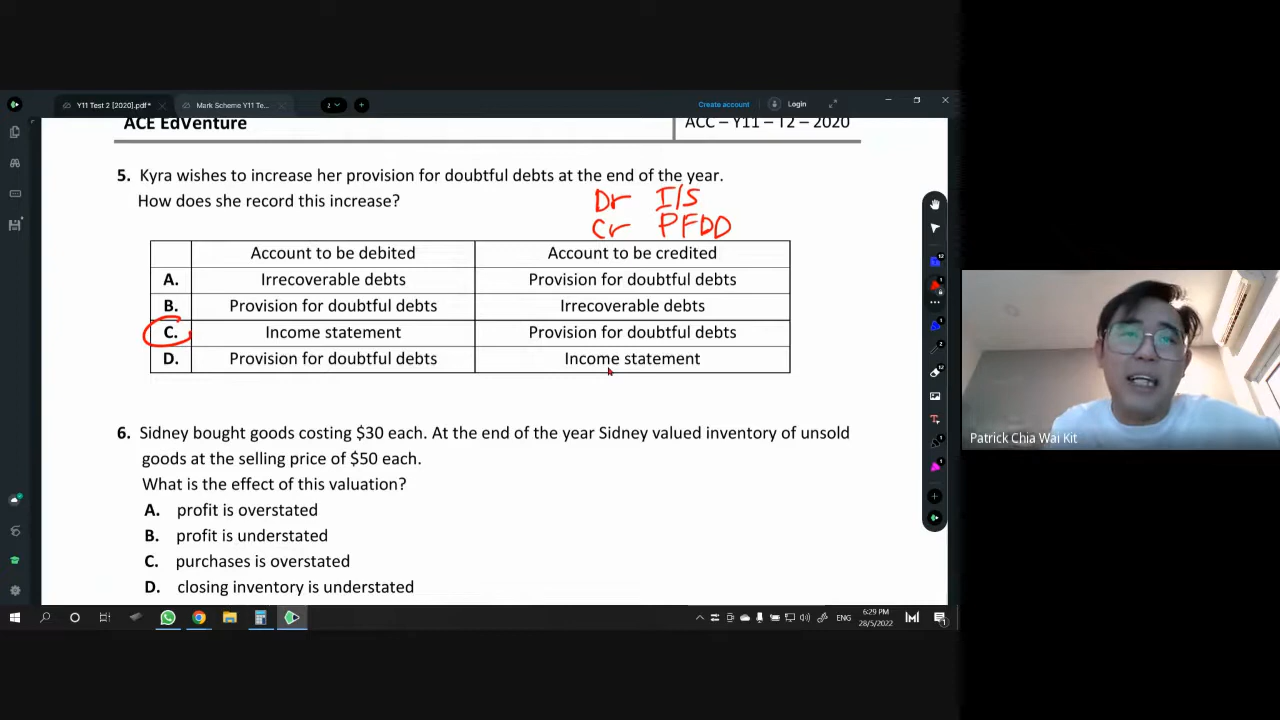 Y11 Test 2 [2020].pdf*
Mark Scheme Y11 Te...
2
Create account
Login
ACE EdVenture
ACC – Y11 – T2 – 2020
5. Kyra wishes to increase her provision for doubtful debts at the end of the year.
How does she record this increase?
Dr I/S
Cr PFDD
Account to be debited Account to be credited
A. Irrecoverable debts Provision for doubtful debts
B. Provision for doubtful debts Irrecoverable debts
C. Income statement Provision for doubtful debts
D. Provision for doubtful debts Income statement
6. Sidney bought goods costing $30 each. At the end of the year Sidney valued inventory of unsold
goods at the selling price of $50 each.
What is the effect of this valuation?
A. profit is overstated
B. profit is understated
C. purchases is overstated
D. closing inventory is understated
Patrick Chia Wai Kit
ENG
6:29 PM
28/5/2022